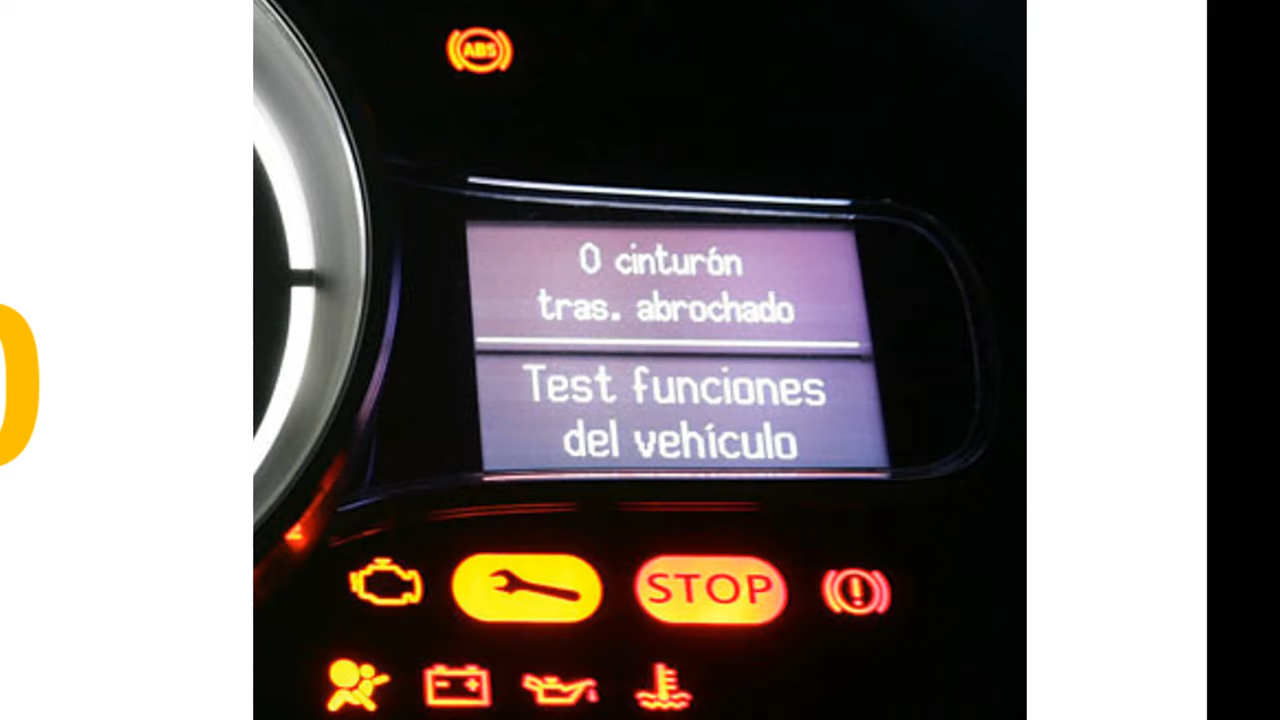 ABS
0 cinturón
tras. abrochado
Test funciones
del vehículo
STOP